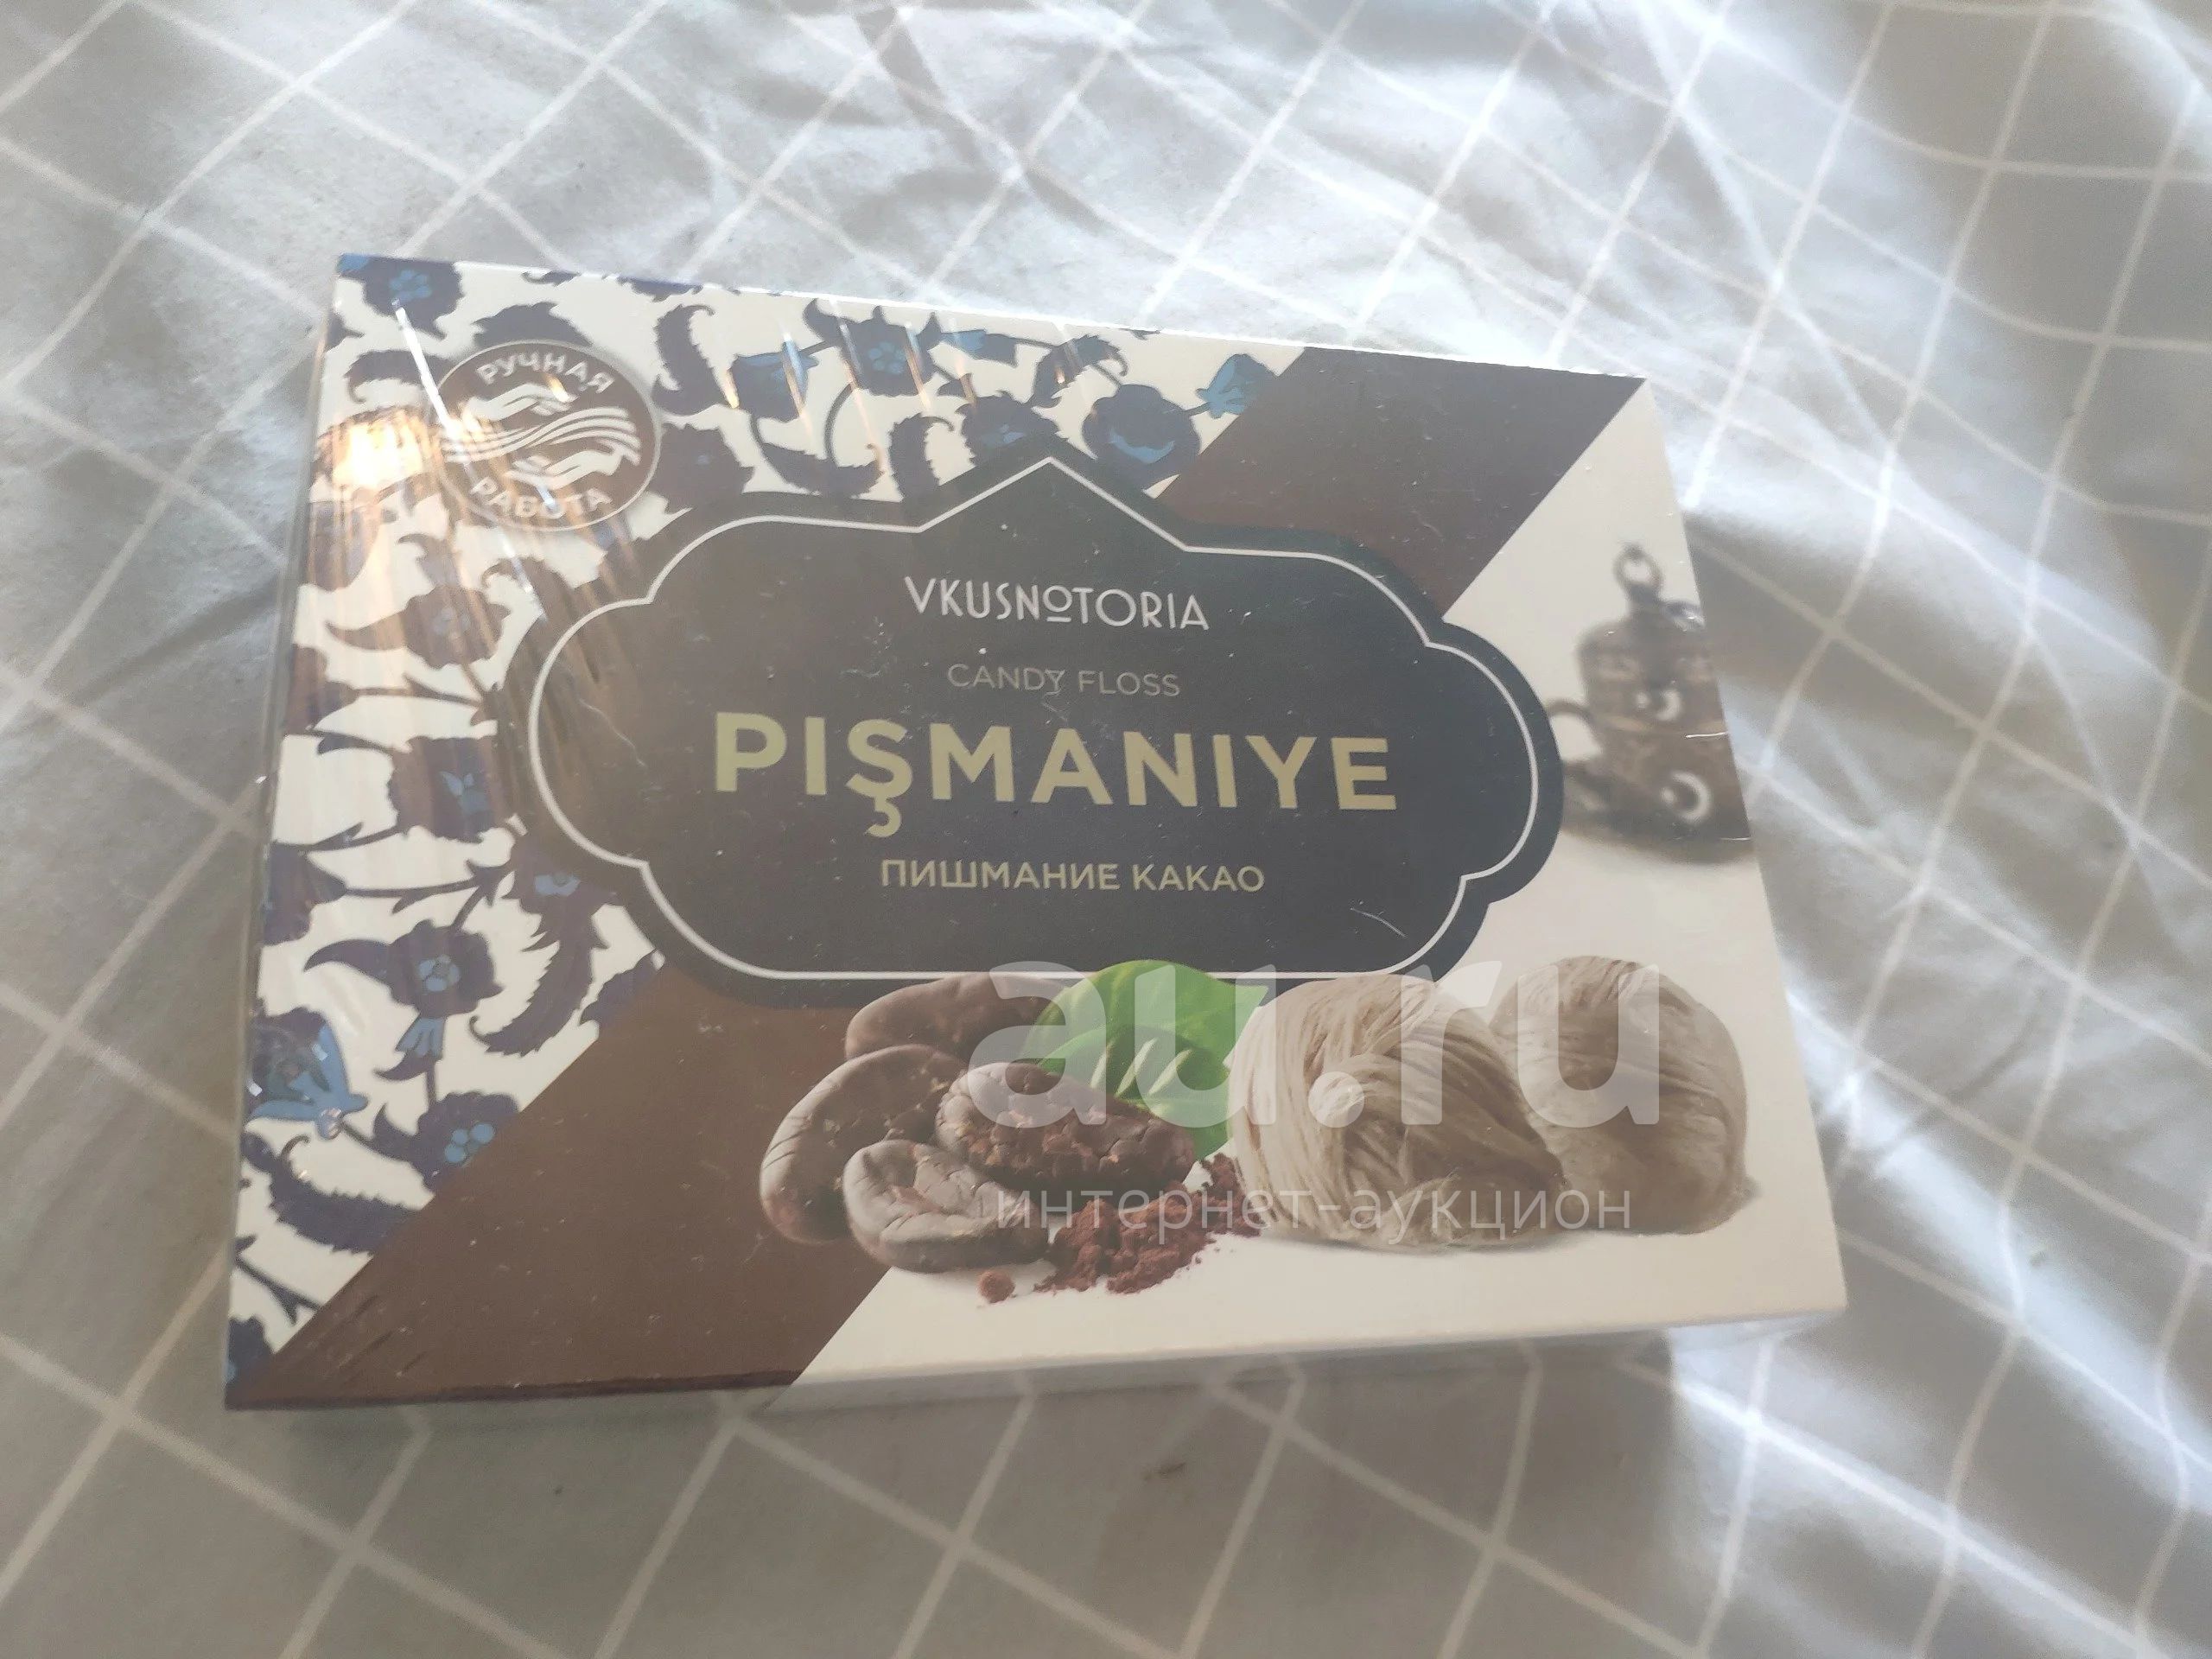 РУЧНАЯ
РАБОТА
VKUSNOTORIA
CANDY FLOSS
PIŞMANIYE
ПИШМАНИЕ КАКАО
au.ru
интернет-аукцион